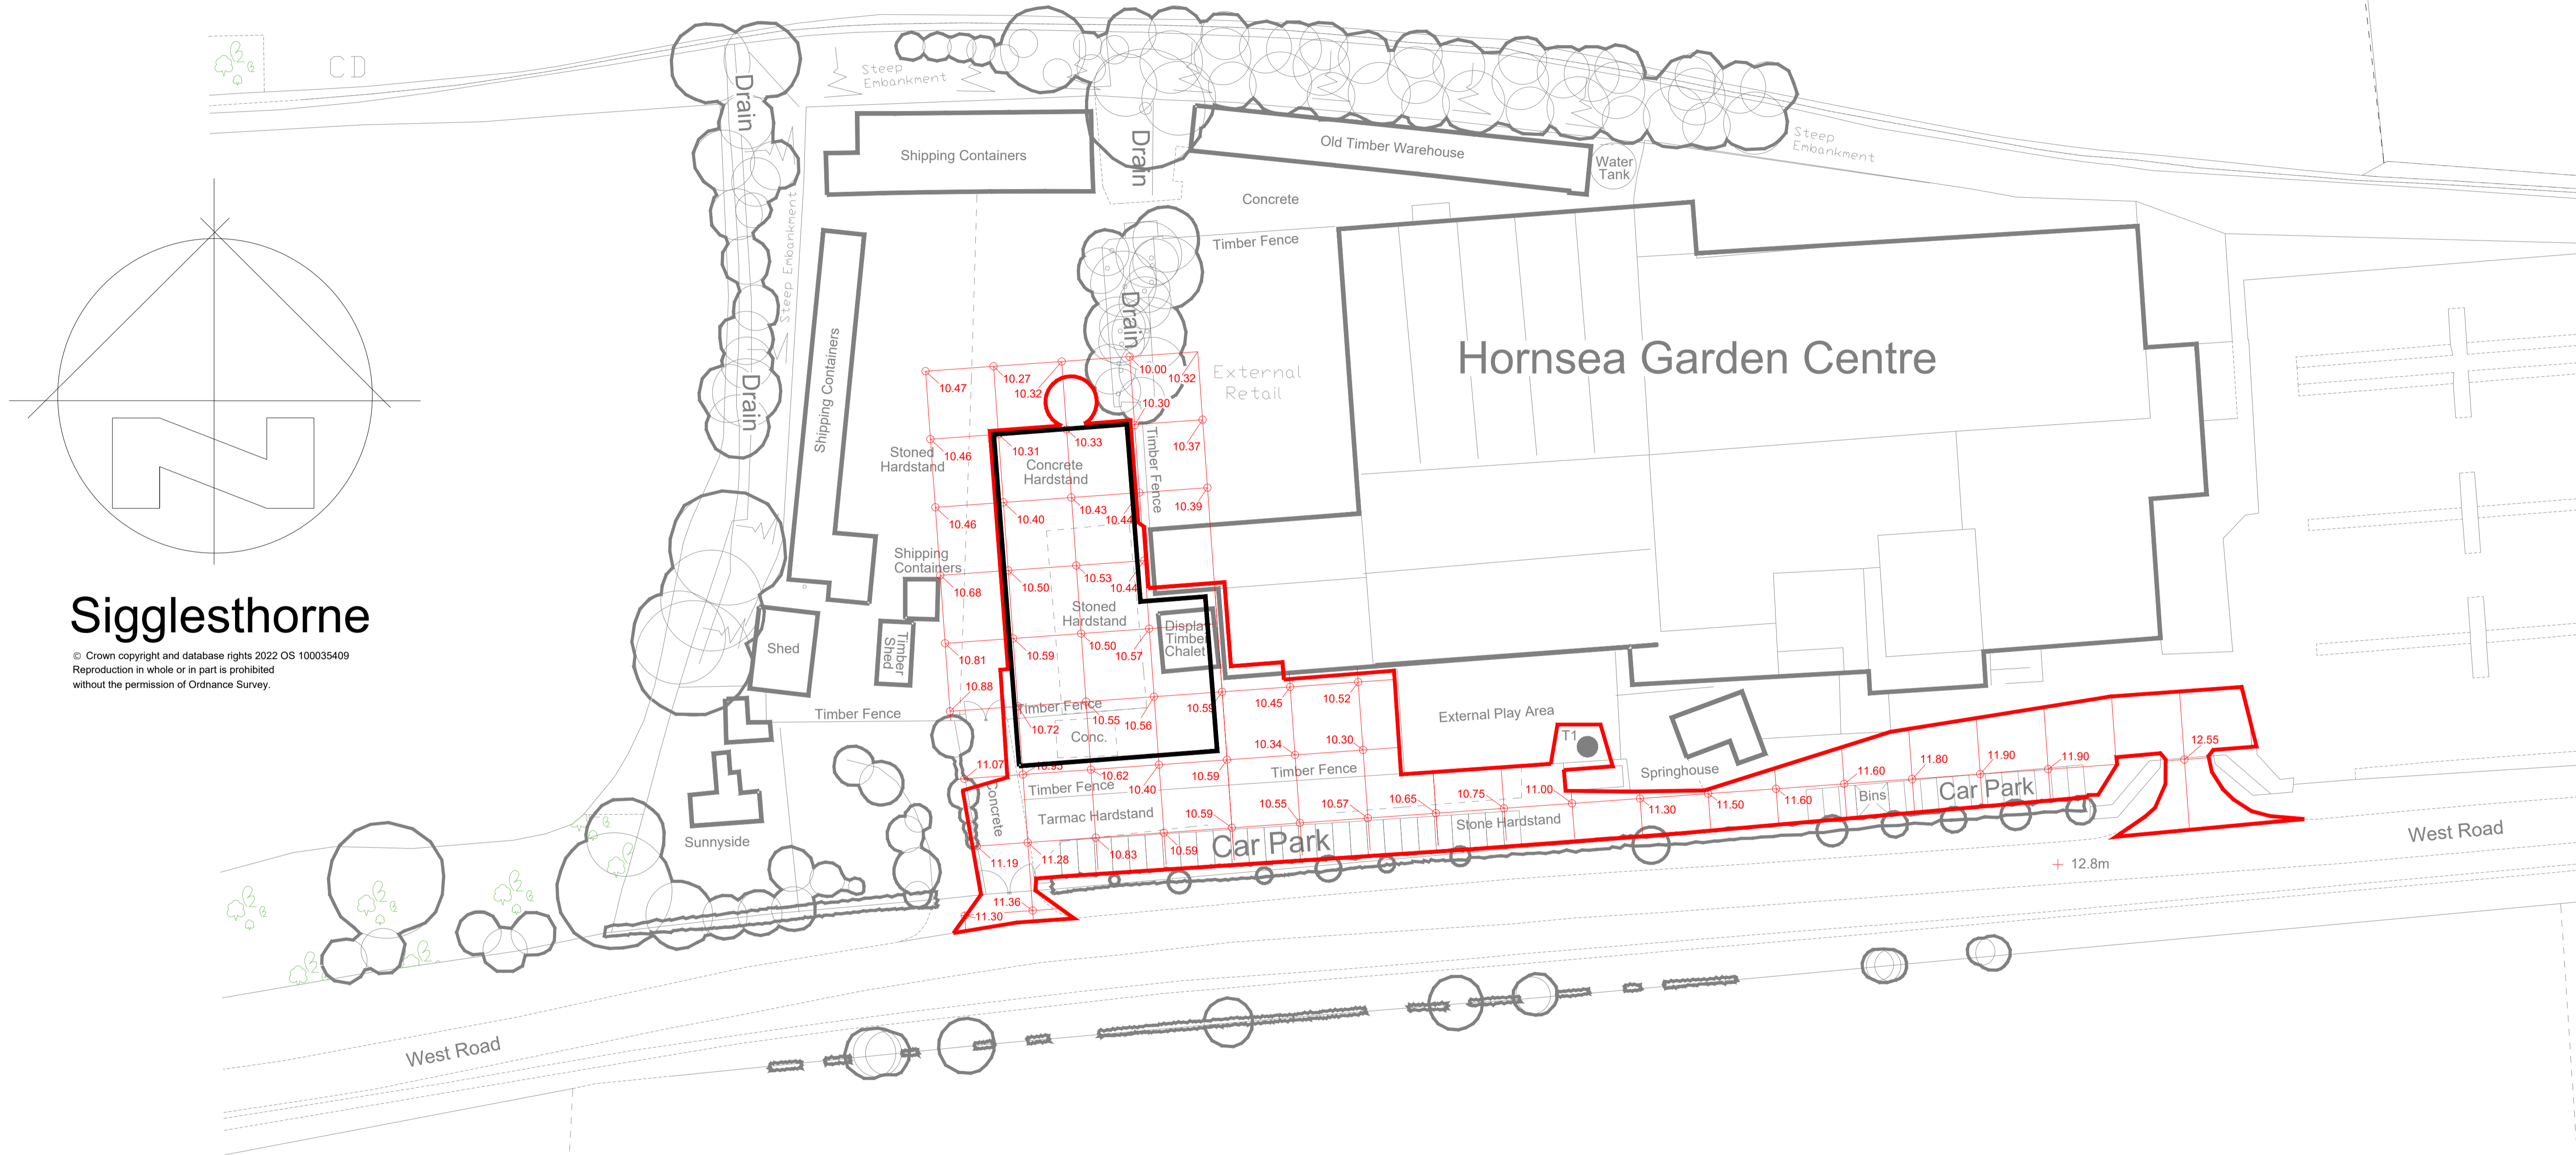 CD
Drain
Steep
Embankment
Drain
Shipping Containers
Old Timber Warehouse
Water
Tank
Steep
Embankment
Concrete
Timber Fence
Steep Embankment
Drain
Shipping Containers
Drain
External
Retail
Hornsea Garden Centre
10.47
10.27
10.32
10.00
10.32
10.30
10.46
10.31
10.33
10.37
Stoned
Hardstand
Concrete
Hardstand
Timber Fence
10.46
10.40
10.43
10.44
10.39
Shipping
Containers
10.68
10.50
10.53
10.44
Stoned
Hardstand
Display
Timber
Chalet
Shed
Timber
Shed
10.81
10.59
10.50
10.57
Sigglesthorne
© Crown copyright and database rights 2022 OS 100035409
Reproduction in whole or in part is prohibited
without the permission of Ordnance Survey.
10.88
10.72
10.55
10.56
10.59
10.45
10.52
Timber Fence
Timber Fence
Conc.
External Play Area
T1
11.07
10.93
10.62
10.40
10.59
10.34
10.30
Timber Fence
Timber Fence
Springhouse
Concrete
Tarmac Hardstand
10.59
10.55
10.57
10.65
10.75
11.00
11.30
11.50
11.60
11.60
11.80
11.90
11.90
12.55
Bins
Car Park
Stone Hardstand
Car Park
Sunnyside
11.19
11.28
10.83
10.59
11.36
11.30
12.8m
West Road
West Road